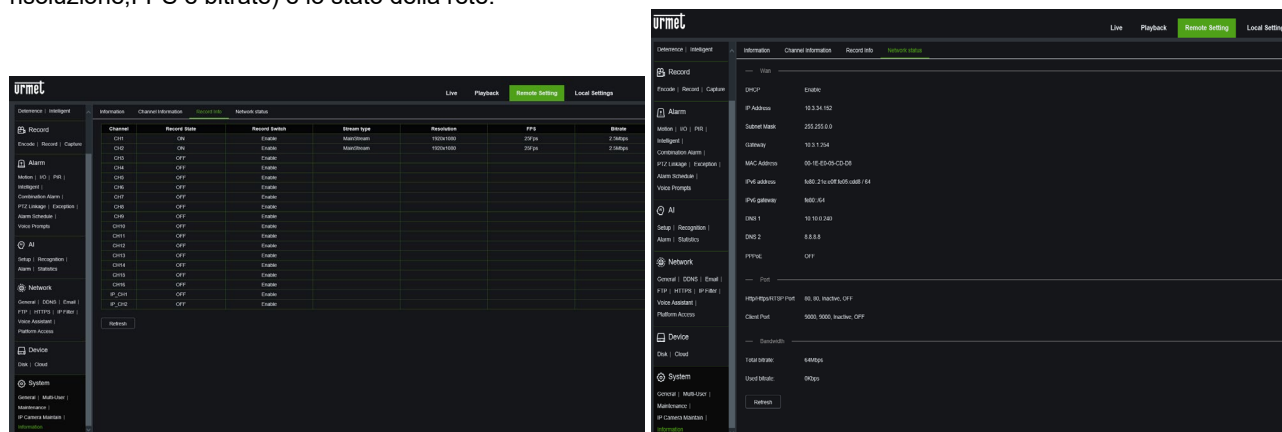 risoluzione,FPS e bitrate) e lo stato della rete.
urmet
Live Playback Remote Setting Local Settings
Deterrence | Intelligent
Record
Encode | Record | Capture
Alarm
Motion | I/O | PIR |
Intelligent |
Combination Alarm |
PTZ Linkage | Exception |
Alarm Schedule |
Voice Prompts
AI
Setup | Recognition |
Alarm | Statistics
Network
General | DDNS | Email |
FTP | HTTPS | IP Filter |
Voice Assistant |
Platform Access
Device
Disk | Cloud
System
General | Multi-User |
Maintenance |
IP Camera Maintain |
Information
Information Channel Information Record Info Network status
Channel Record State Record Switch Stream type Resolution FPS Bitrate
CH1 ON Enable MainStream 1920x1080 25Fps 2.5Mbps
CH2 ON Enable MainStream 1920x1080 25Fps 2.5Mbps
CH3 OFF Enable
CH4 OFF Enable
CH5 OFF Enable
CH6 OFF Enable
CH7 OFF Enable
CH8 OFF Enable
CH9 OFF Enable
CH10 OFF Enable
CH11 OFF Enable
CH12 OFF Enable
CH13 OFF Enable
CH14 OFF Enable
CH15 OFF Enable
CH16 OFF Enable
IP_CH1 OFF Enable
IP_CH2 OFF Enable
Refresh
urmet
Live Playback Remote Setting Local Setting
Deterrence | Intelligent
Record
Encode | Record | Capture
Alarm
Motion | I/O | PIR |
Intelligent |
Combination Alarm |
PTZ Linkage | Exception |
Alarm Schedule |
Voice Prompts
AI
Setup | Recognition |
Alarm | Statistics
Network
General | DDNS | Email |
FTP | HTTPS | IP Filter |
Voice Assistant |
Platform Access
Device
Disk | Cloud
System
General | Multi-User |
Maintenance |
IP Camera Maintain |
Information
Information Channel Information Record Info Network status
Wan
DHCP Enable
IP Address 10.3.34.152
Subnet Mask 255.255.0.0
Gateway 10.3.1.254
MAC Address 00-1E-E0-05-CD-D8
IPv6 address / 64
IPv6 gateway fe80::/64
DNS 1 10.10.0.240
DNS 2 8.8.8.8
PPPoE OFF
Port
Http/Https/RTSP Port 80, 80, Inactive, OFF
Client Port 9000, 9000, Inactive, OFF
Bandwidth
Total bitrate: 64Mbps
Used bitrate: 0Kbps
Refresh